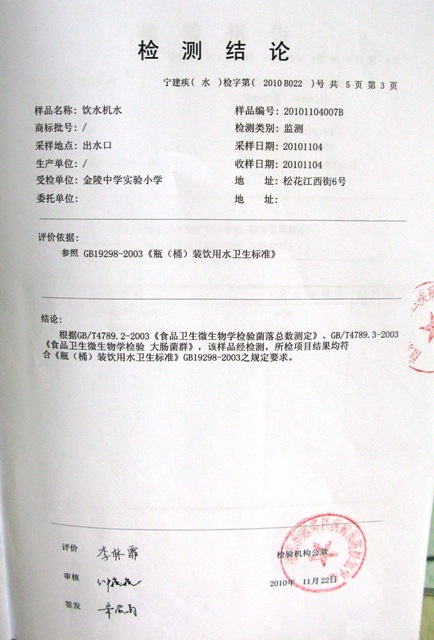 检测结论
宁建疾( 水 )检字第( 2010 B022 )号 共 5 页 第 3 页
样品名称: 饮水机水 样品编号: 20101104007B
商标批号: / 检测类别: 监测
采样地点: 出水口 采样日期: 20101104
生产单位: / 收样日期: 20101104
受检单位: 金陵中学实验小学 地 址: 松花江西街6号
委托单位: 地 址:
评价依据:
参照 GB19298-2003《瓶（桶）装饮用水卫生标准》
结论:
根据GB/T4789.2-2003《食品卫生微生物学检验菌落总数测定》、GB/T4789.3-2003
《食品卫生微生物学检验 大肠菌群》, 该样品经检测, 所检项目结果均符
合《瓶（桶）装饮用水卫生标准》GB19298-2003之规定要求。
评价
检验机构公章
审核
2010年 11月22日
签发